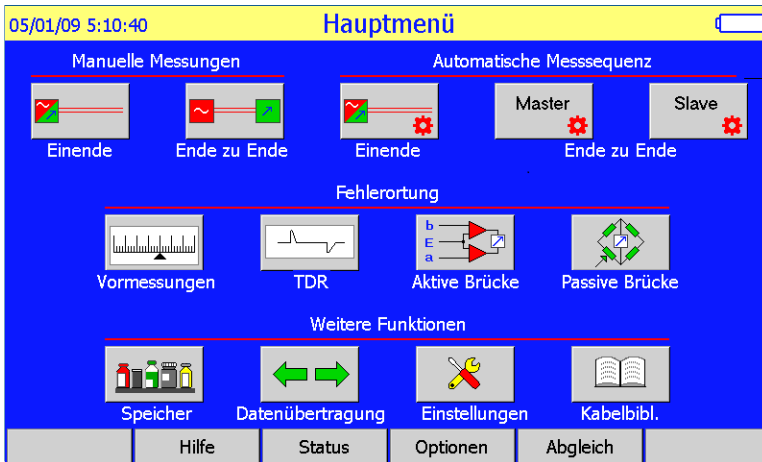 05/01/09 5:10:40 Hauptmenü
Manuelle Messungen Automatische Messsequenz
Master Slave
Einende Ende zu Ende Einende Ende zu Ende
Fehlerortung
b
E
a
Vormessungen TDR Aktive Brücke Passive Brücke
Weitere Funktionen
Speicher Datenübertragung Einstellungen Kabelbibl.
Hilfe Status Optionen Abgleich